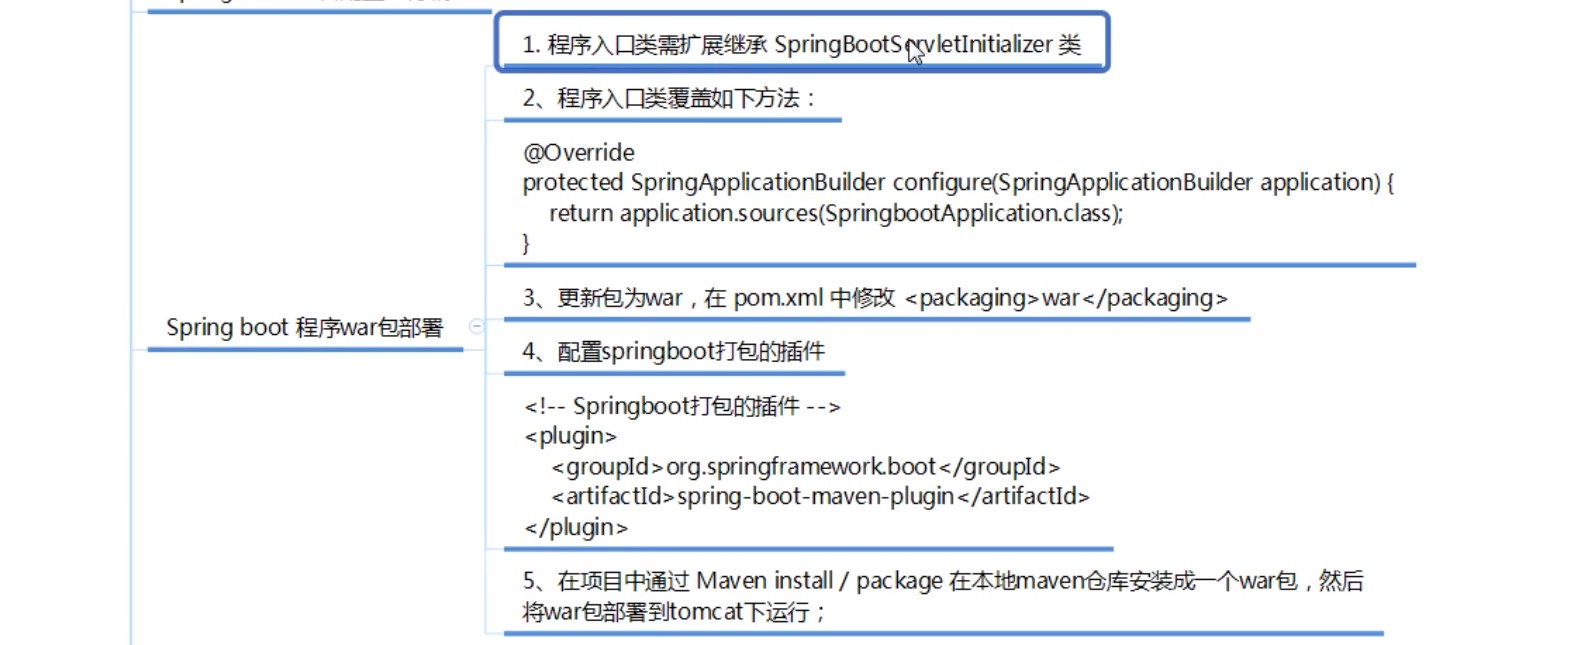 1. 程序入口类需扩展继承 SpringBootServletInitializer 类
2、程序入口类覆盖如下方法：
@Override
protected SpringApplicationBuilder configure(SpringApplicationBuilder application) {
return application.sources(SpringbootApplication.class);
}
3、更新包为war，在 pom.xml 中修改 <packaging>war</packaging>
Spring boot 程序war包部署
4、配置springboot打包的插件
<!-- Springboot打包的插件 -->
<plugin>
<groupId>org.springframework.boot</groupId>
<artifactId>spring-boot-maven-plugin</artifactId>
</plugin>
5、在项目中通过 Maven install / package 在本地maven仓库安装成一个war包，然后
将war包部署到tomcat下运行；